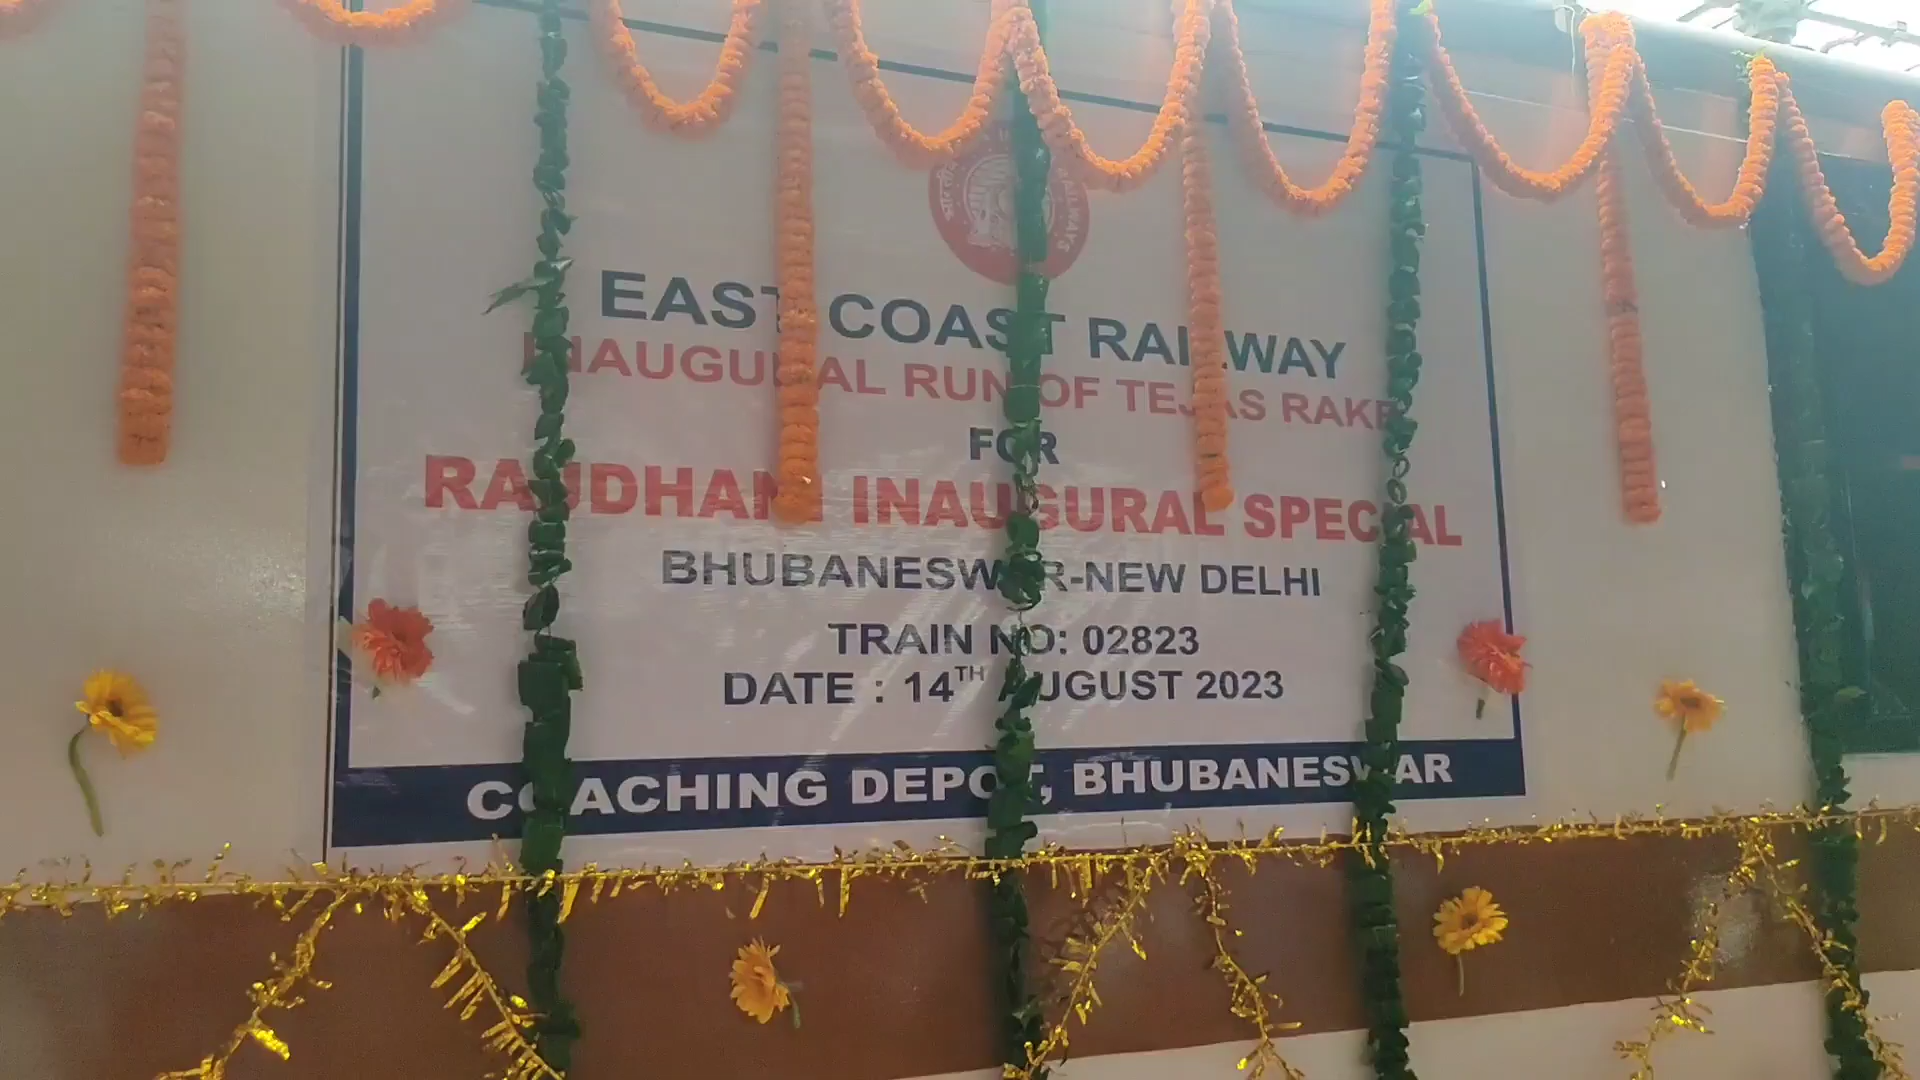 RAILWAYS
EAST COAST RAILWAY
INAUGURAL RUN OF TEJAS RAKE
FOR
RAJDHANI INAUGURAL SPECIAL
BHUBANESWAR-NEW DELHI
TRAIN NO: 02823
DATE : 14TH AUGUST 2023
COACHING DEPOT, BHUBANESWAR